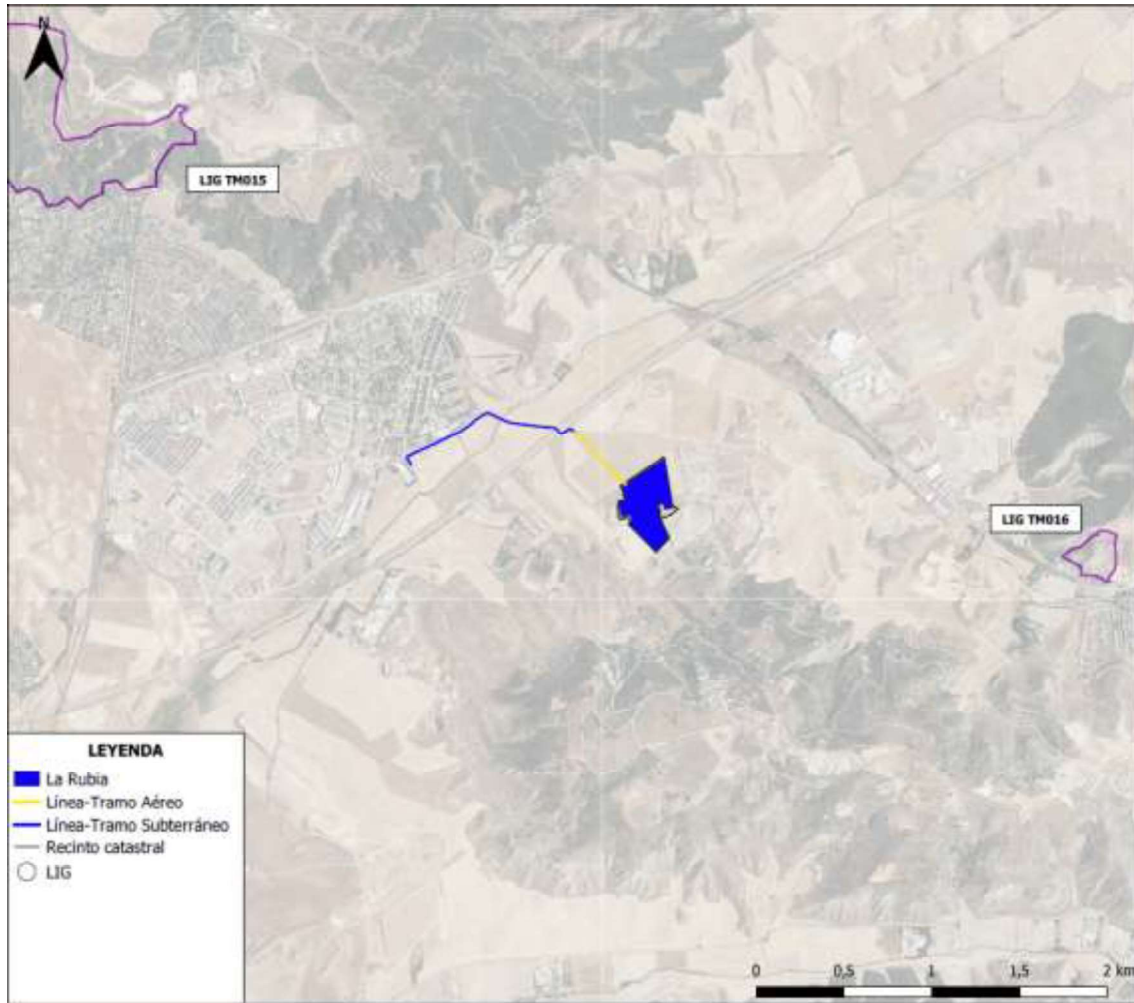 N
LIG TM015
LIG TM016
LEYENDA
La Rubia
Línea-Tramo Aéreo
Línea-Tramo Subterráneo
Recinto catastral
LIG
0 0,5 1 1,5 2 km